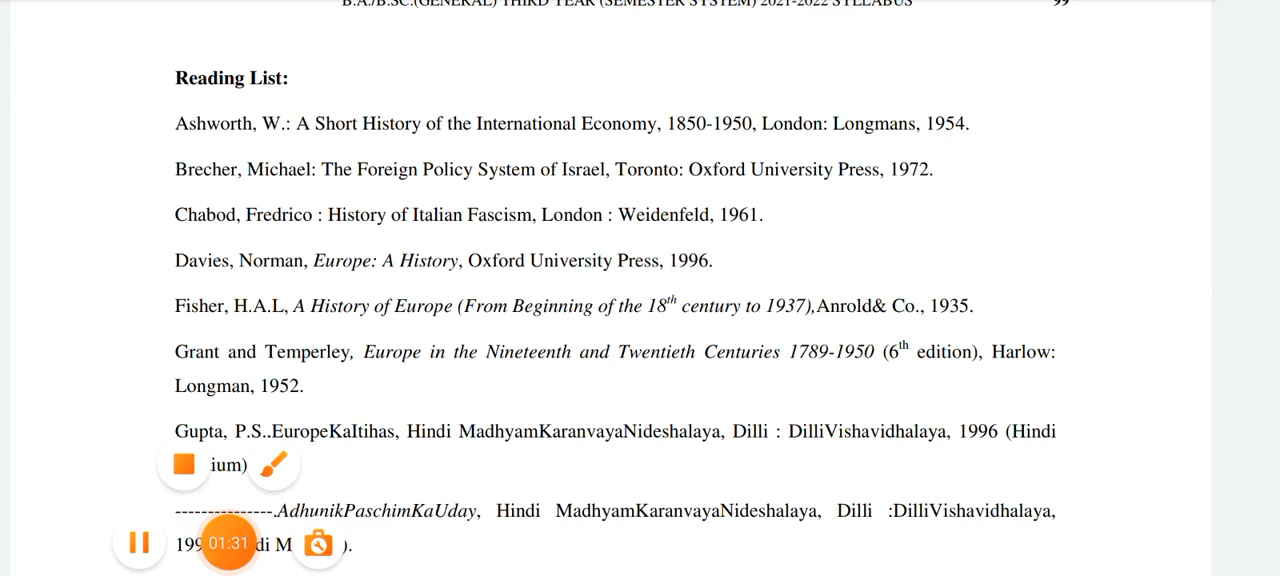 B.A./B.SC.(GENERAL) THIRD YEAR (SEMESTER SYSTEM) 2021-2022 SYLLABUS 99
Reading List:
Ashworth, W.: A Short History of the International Economy, 1850-1950, London: Longmans, 1954.
Brecher, Michael: The Foreign Policy System of Israel, Toronto: Oxford University Press, 1972.
Chabod, Fredrico : History of Italian Fascism, London : Weidenfeld, 1961.
Davies, Norman, Europe: A History, Oxford University Press, 1996.
Fisher, H.A.L, A History of Europe (From Beginning of the 18th century to 1937),Anrold& Co., 1935.
Grant and Temperley, Europe in the Nineteenth and Twentieth Centuries 1789-1950 (6th edition), Harlow:
Longman, 1952.
Gupta, P.S..EuropeKaItihas, Hindi MadhyamKaranvayaNideshalaya, Dilli : DilliVishavidhalaya, 1996 (Hindi
ium)
---------------.AdhunikPaschimKaUday, Hindi MadhyamKaranvayaNideshalaya, Dilli :DilliVishavidhalaya,
199 01:31 di M ).